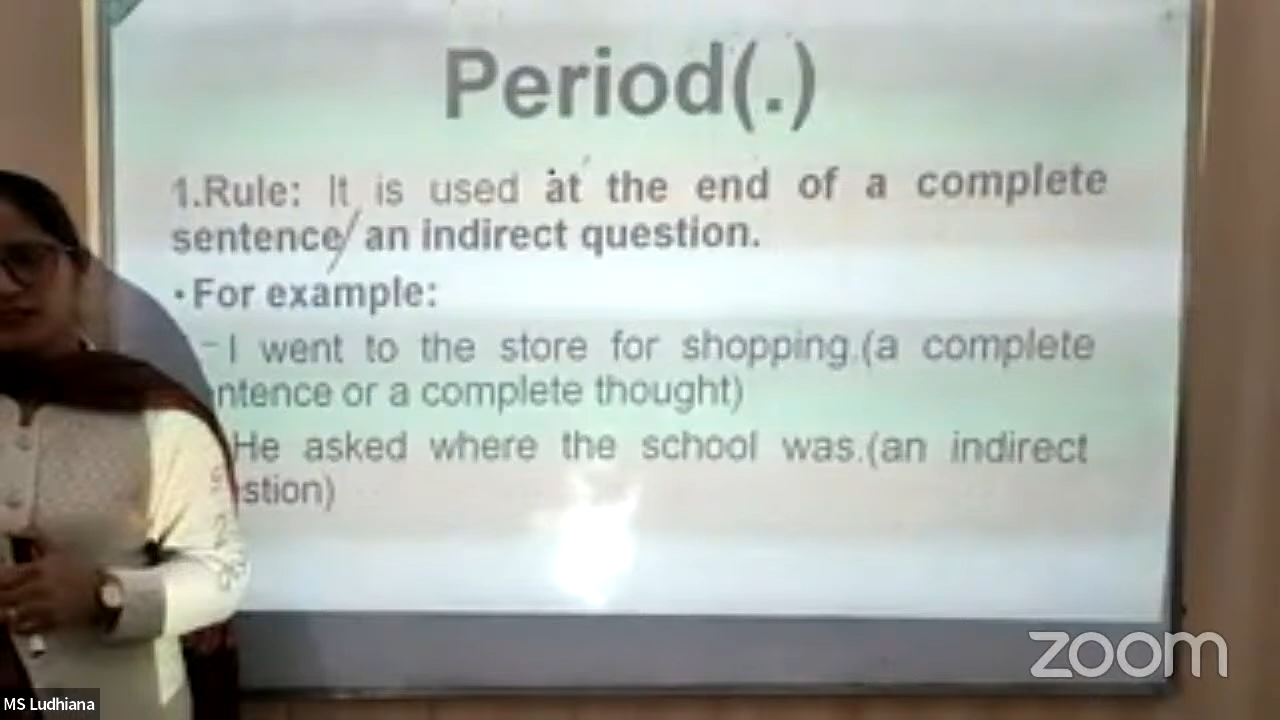 Period(.)
1.Rule: It is used at the end of a complete
sentence/ an indirect question.
• For example:
– I went to the store for shopping.(a complete
ntence or a complete thought)
He asked where the school was.(an indirect
stion)
zoom
MS Ludhiana